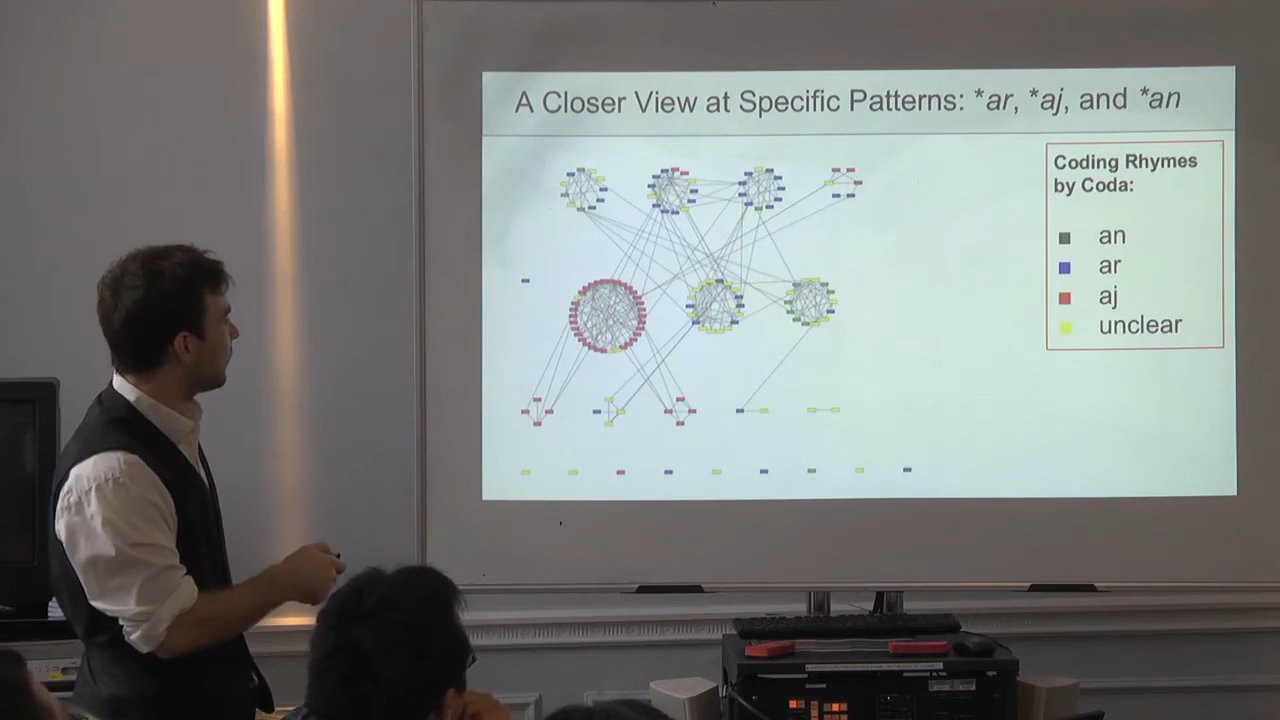 A Closer View at Specific Patterns: *ar, *aj, and *an
Coding Rhymes
by Coda:
an
ar
aj
unclear